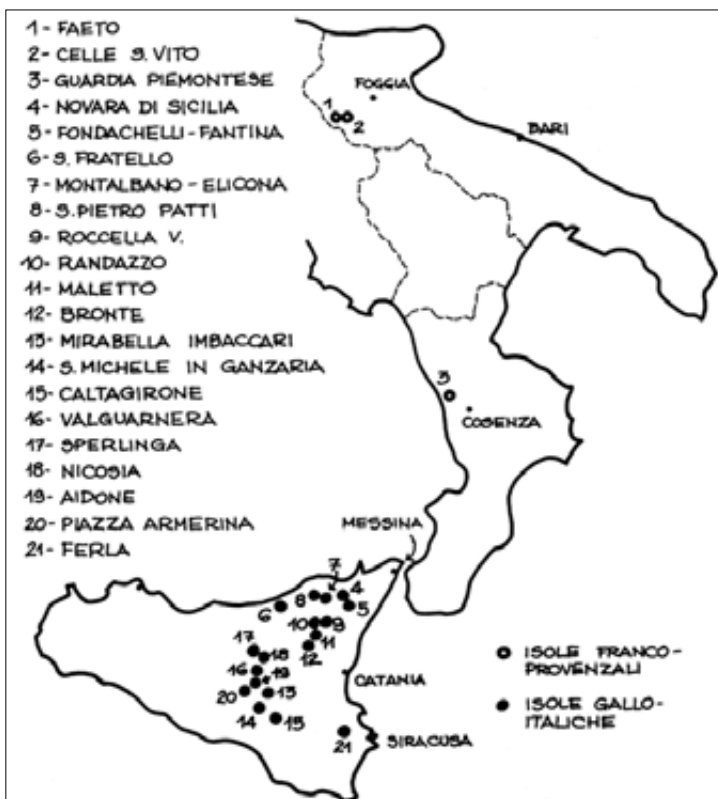 1- FAETO
2- CELLE S. VITO
3- GUARDIA PIEMONTESE
4- NOVARA DI SICILIA
5- FONDACHELLI-FANTINA
6- S. FRATELLO
7- MONTALBANO-ELICONA
8- S. PIETRO PATTI
9- ROCCELLA V.
10- RANDAZZO
11- MALETTO
12- BRONTE
13- MIRABELLA IMBACCARI
14- S. MICHELE IN GANZARIA
15- CALTAGIRONE
16- VALGUARNERA
17- SPERLINGA
18- NICOSIA
19- AIDONE
20- PIAZZA ARMERINA
21- FERLA
FOGGIA
1
2
BARI
3
COSENZA
MESSINA
7
8
4
6
5
10
9
11
12
17
18
16
19
20
13
14
15
CATANIA
21
SIRACUSA
ISOLE FRANCO-
PROVENZALI
ISOLE GALLO-
ITALICHE